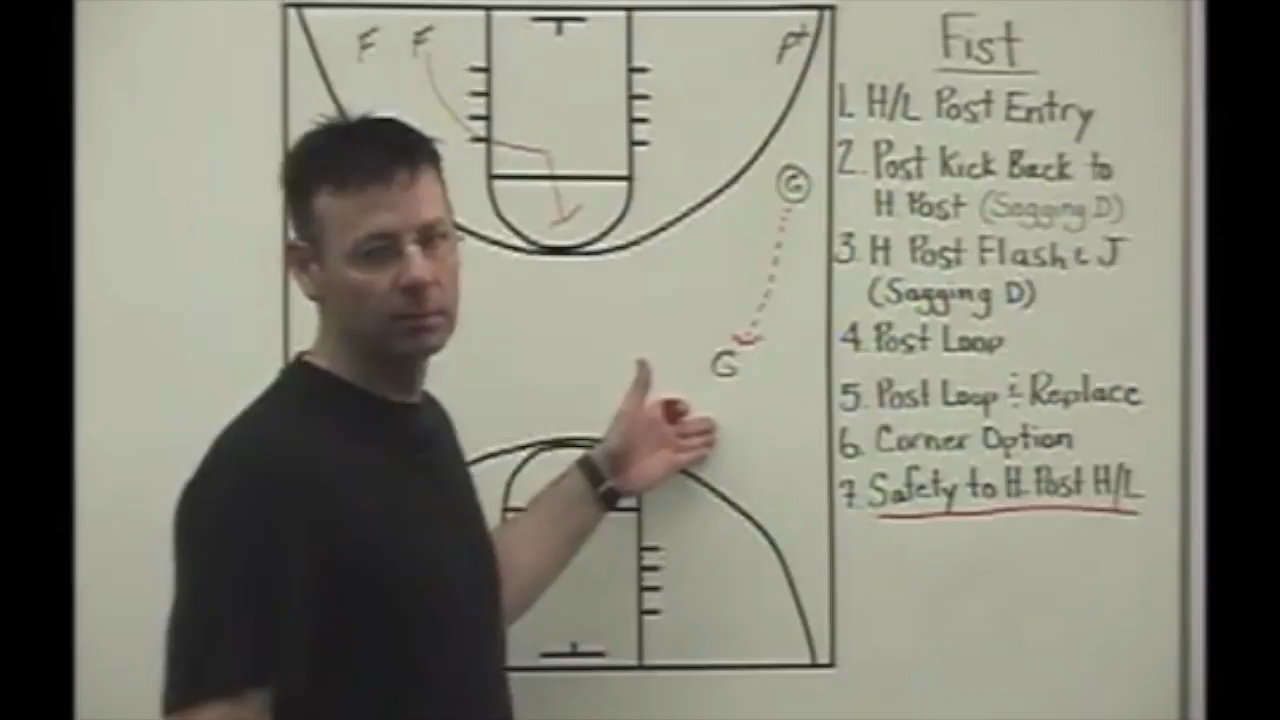 F F
Pt
G
G
Fist
1. H/L Post Entry
2. Post Kick Back to
H Post (Sagging D)
3. H Post Flash & J
(Sagging D)
4. Post Loop
5. Post Loop & Replace
6. Corner Option
7. Safety to H. Post H/L